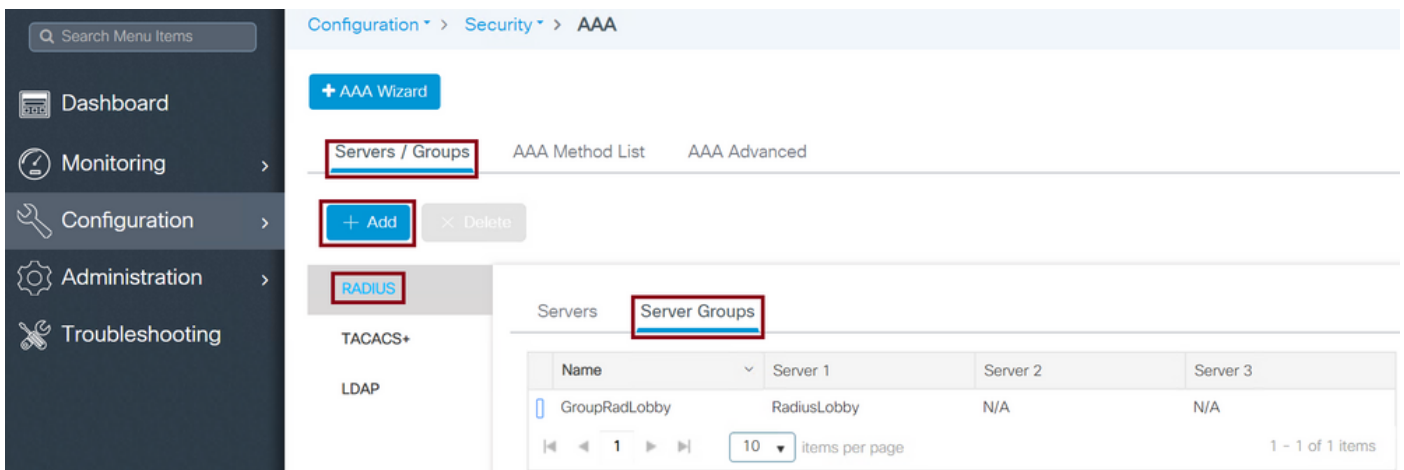 Search Menu Items
Dashboard
Monitoring
Configuration
Administration
Troubleshooting
Configuration > Security > AAA
+ AAA Wizard
Servers / Groups AAA Method List AAA Advanced
+ Add × Delete
RADIUS
TACACS+
LDAP
Servers Server Groups
Name Server 1 Server 2 Server 3
GroupRadLobby RadiusLobby N/A N/A
1 10 items per page 1 - 1 of 1 items